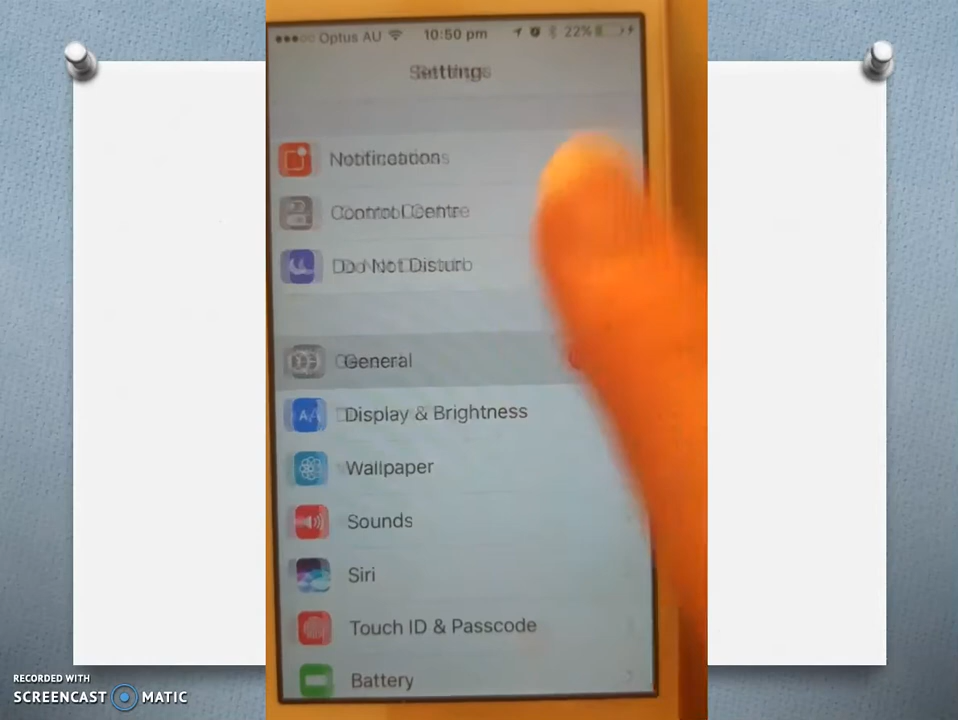 Optus AU 10:50 pm 22%
Settings
Notifications
Control Centre
Do Not Disturb
General
Display & Brightness
Wallpaper
Sounds
Siri
Touch ID & Passcode
Battery
RECORDED WITH
SCREENCAST MATIC